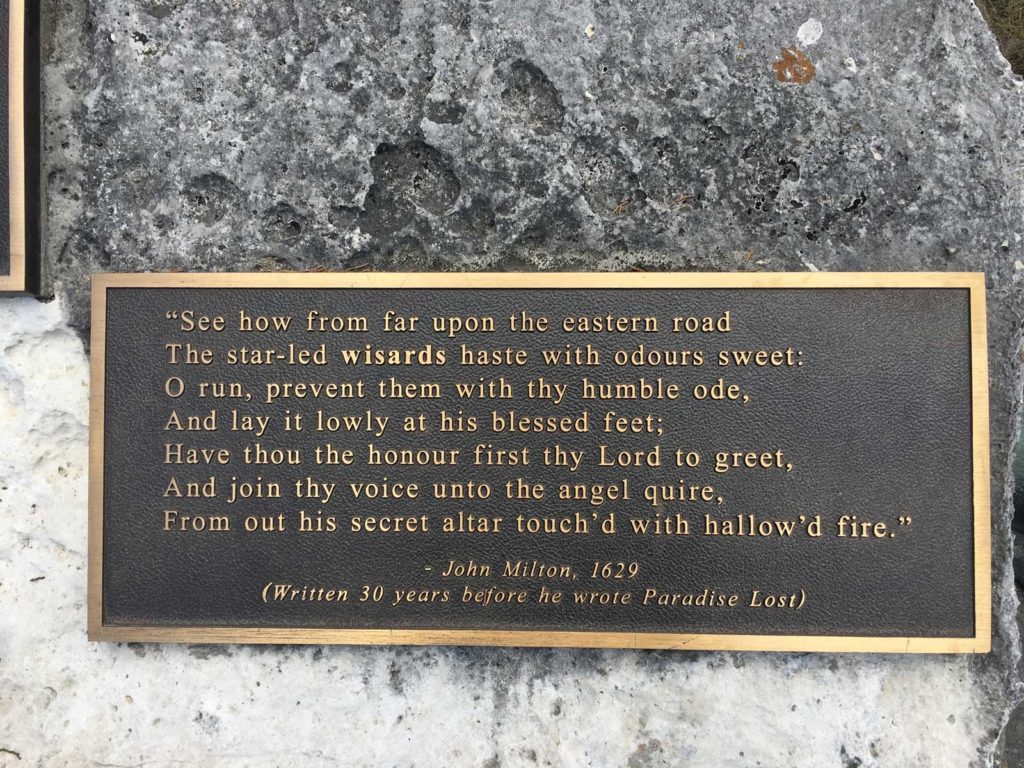 “See how from far upon the eastern road
The star-led wisards haste with odours sweet:
O run, prevent them with thy humble ode,
And lay it lowly at his blessed feet;
Have thou the honour first thy Lord to greet,
And join thy voice unto the angel quire,
From out his secret altar touch’d with hallow’d fire.”
- John Milton, 1629
(Written 30 years before he wrote Paradise Lost)